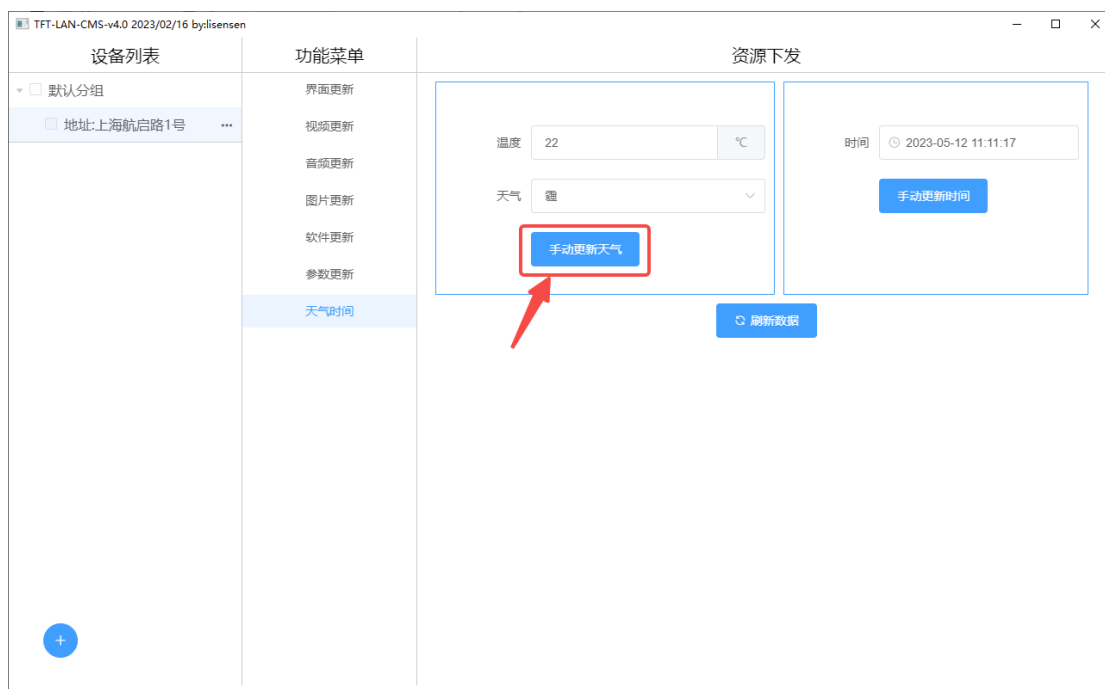 TFT-LAN-CMS-v4.0 2023/02/16 by:lisensen
设备列表
功能菜单
资源下发
默认分组
地址:上海航启路1号
界面更新
视频更新
音频更新
图片更新
软件更新
参数更新
天气时间
温度 22 ℃
天气 霾
手动更新天气
时间 2023-05-12 11:11:17
手动更新时间
刷新数据